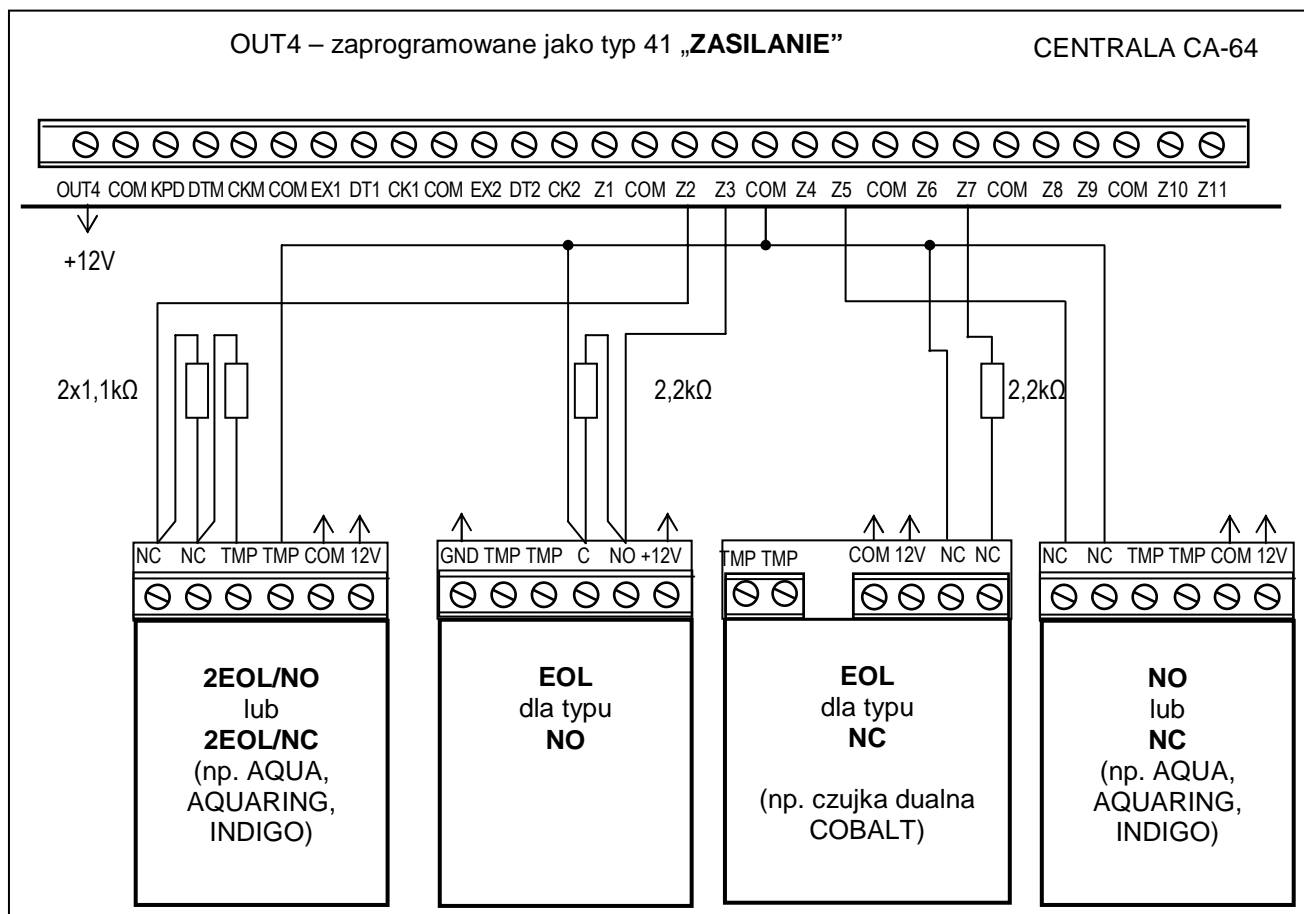 OUT4 – zaprogramowane jako typ 41 „ZASILANIE”
CENTRALA CA-64
OUT4 COM KPD DTM CKM COM EX1 DT1 CK1 COM EX2 DT2 CK2 Z1 COM Z2 Z3 COM Z4 Z5 COM Z6 Z7 COM Z8 Z9 COM Z10 Z11
+12V
2x1,1kΩ
2,2kΩ
2,2kΩ
NC NC TMP TMP COM 12V
GND TMP TMP C NO +12V
TMP TMP
COM 12V NC NC
NC NC TMP TMP COM 12V
2EOL/NO
lub
2EOL/NC
(np. AQUA,
AQUARING,
INDIGO)
EOL
dla typu
NO
EOL
dla typu
NC
(np. czujka dualna
COBALT)
NO
lub
NC
(np. AQUA,
AQUARING,
INDIGO)